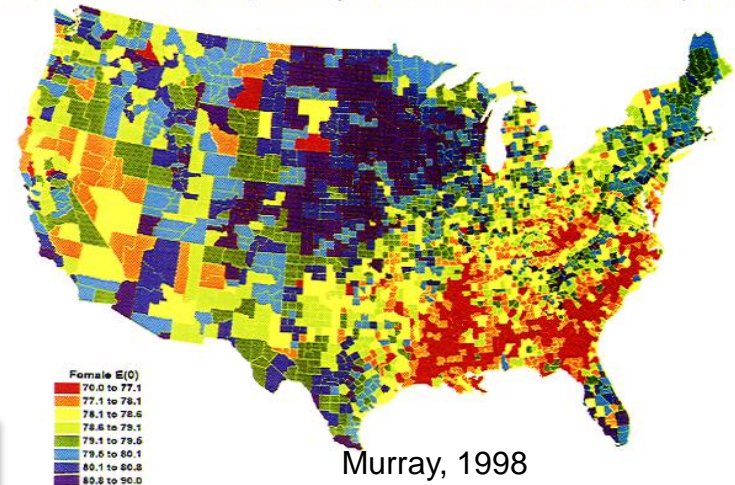 Female E(0)
70.0 to 77.1
77.1 to 78.1
78.1 to 78.6
78.6 to 79.1
79.1 to 79.5
79.5 to 80.1
80.1 to 80.8
80.8 to 90.0
Murray, 1998